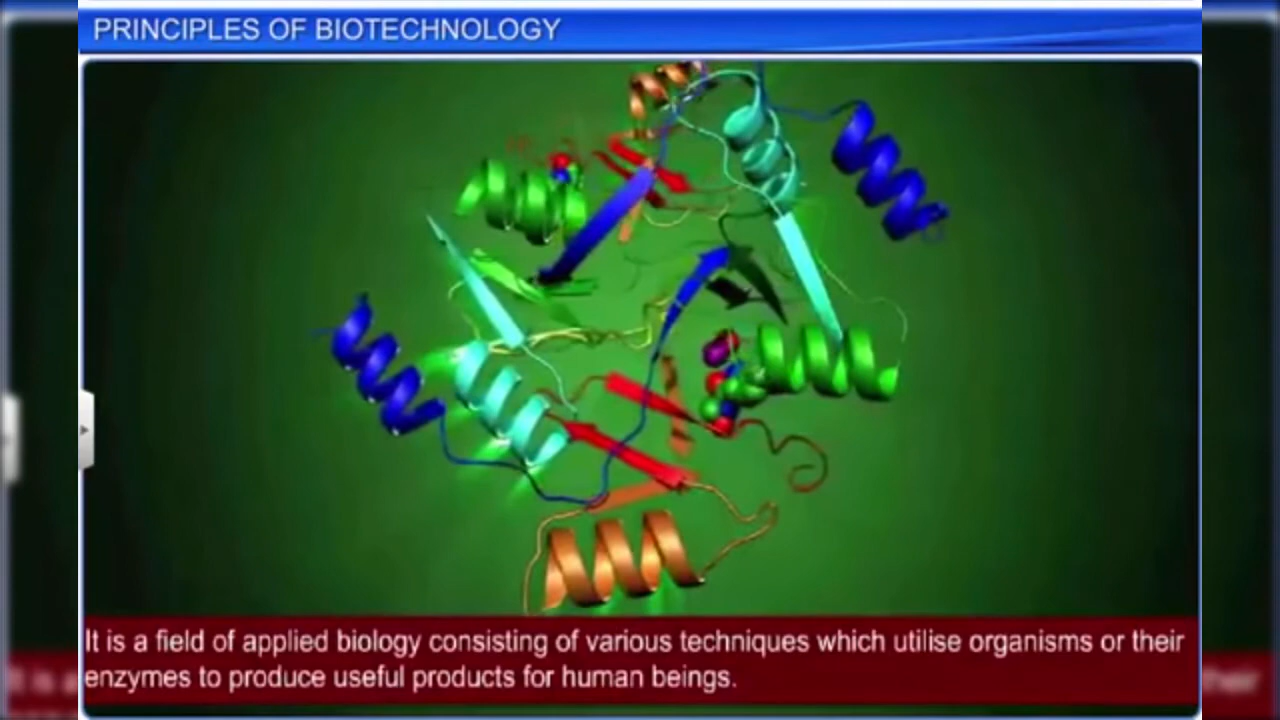 PRINCIPLES OF BIOTECHNOLOGY
It is a field of applied biology consisting of various techniques which utilise organisms or their
enzymes to produce useful products for human beings.